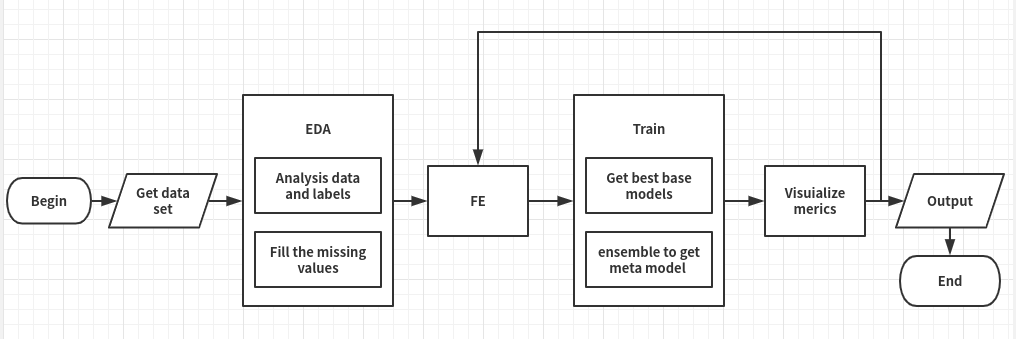 Begin
Get data
set
EDA
Analysis data
and labels
Fill the missing
values
FE
Train
Get best base
models
ensemble to get
meta model
Visuialize
merics
Output
End